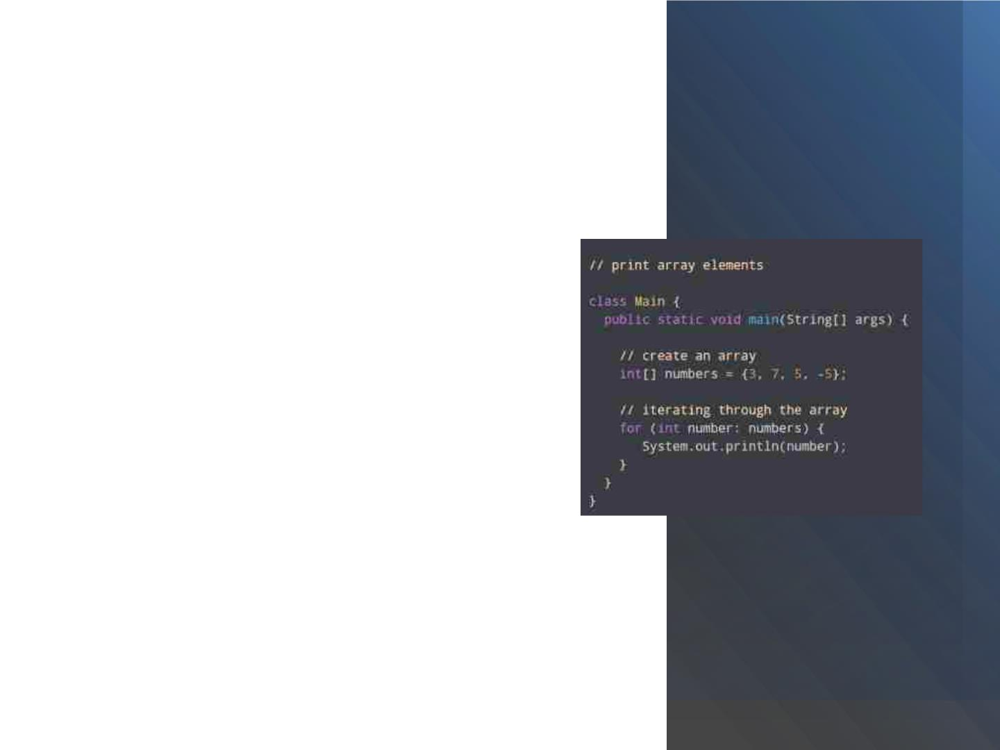 // print array elements
class Main {
public static void main(String[] args) {
// create an array
int[] numbers = {3, 7, 5, -5};
// iterating through the array
for (int number: numbers) {
System.out.println(number);
}
}
}